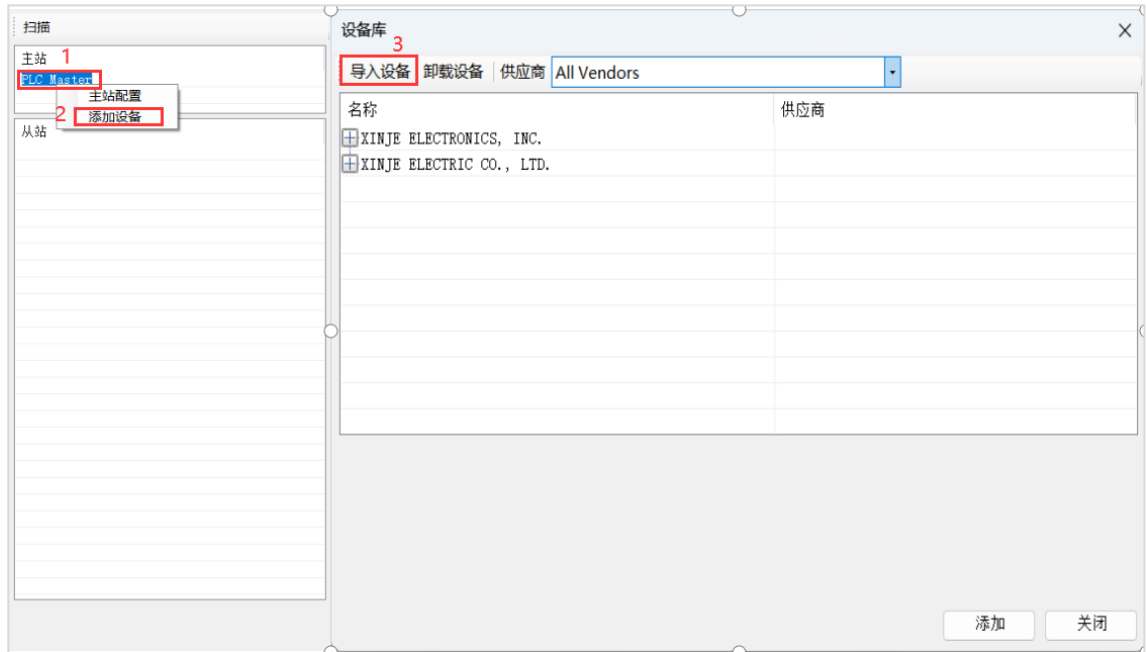 扫描
主站
1
PLC Master
主站配置
2
添加设备
从站
设备库
3
导入设备 卸载设备 供应商 All Vendors
名称 供应商
XINJE ELECTRONICS, INC.
XINJE ELECTRIC CO., LTD.
添加 关闭